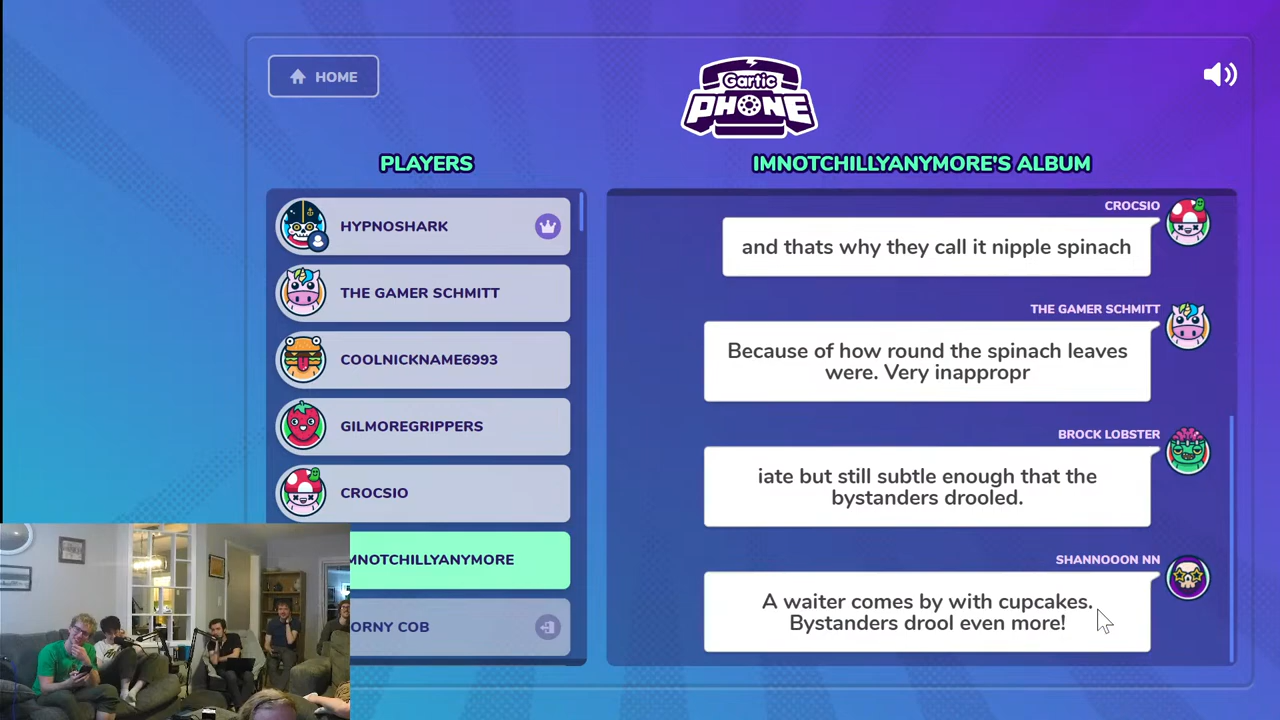 HOME
Gartic
PHONE
PLAYERS
IMNOTCHILLYANYMORE'S ALBUM
HYPNOSHARK
THE GAMER SCHMITT
COOLNICKNAME6993
GILMOREGRIPPERS
CROCSIO
MNOTCHILLYANYMORE
ORNY COB
CROCSIO
and thats why they call it nipple spinach
THE GAMER SCHMITT
Because of how round the spinach leaves
were. Very inappropr
BROCK LOBSTER
iate but still subtle enough that the
bystanders drooled.
SHANNOOON NN
A waiter comes by with cupcakes.
Bystanders drool even more!